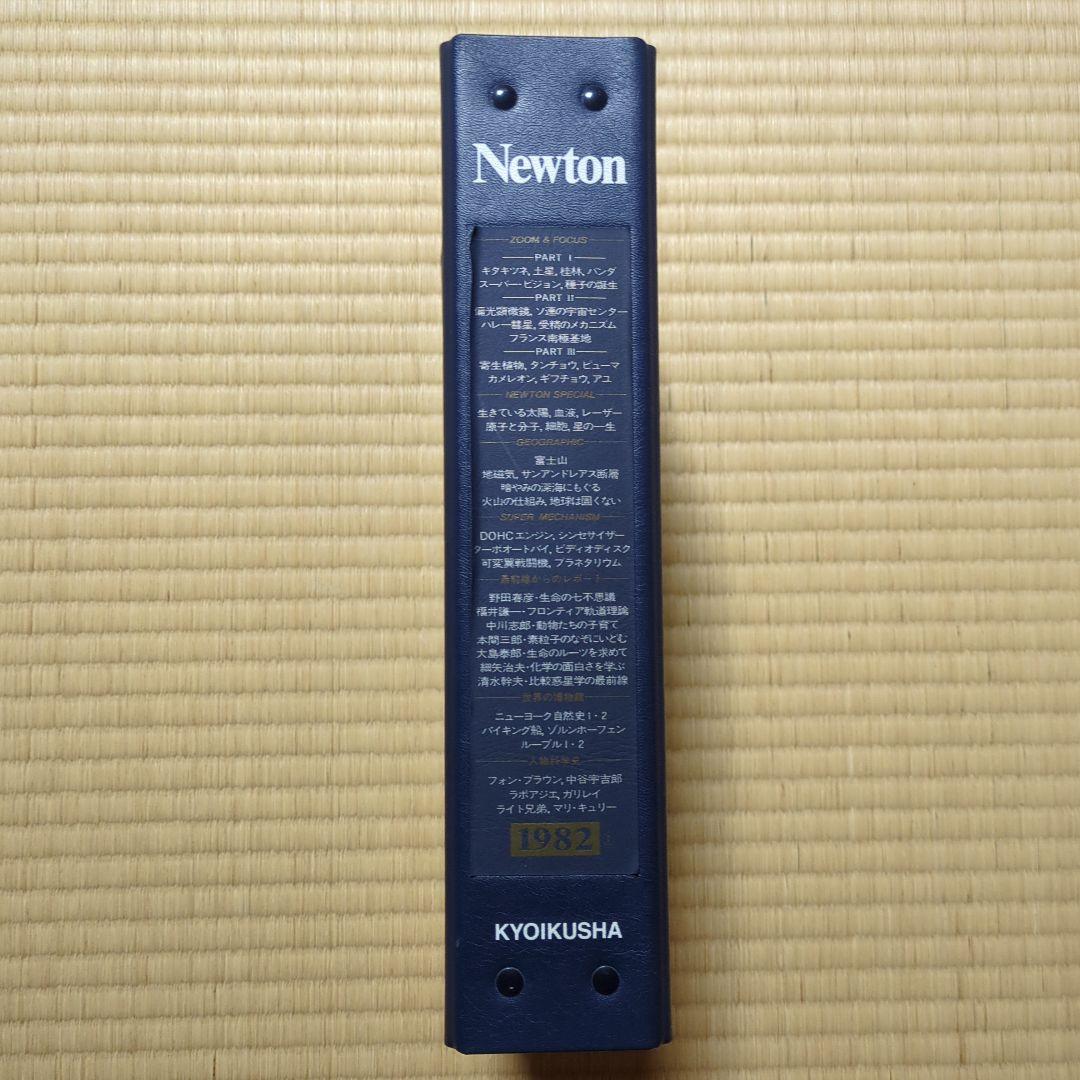 Newton
ZOOM & FOCUS
PART I
キタキツネ, 土星, 桂林, パンダ
スーパー・ビジョン, 種子の誕生
PART II
偏光顕微鏡, ソ連の宇宙センター
ハレー彗星, 受精のメカニズム
フランス南極基地
PART III
寄生植物, タンチョウ, ピューマ
カメレオン, ギフチョウ, アユ
NEWTON SPECIAL
生きている太陽, 血液, レーザー
原子と分子, 細胞, 星の一生
GEOGRAPHIC
富士山
地磁気, サンアンドレアス断層
暗やみの深海にもぐる
火山の仕組み, 地球は固くない
SUPER MECHANISM
DOHCエンジン, シンセサイザー
ターボオートバイ, ビディオディスク
可変翼戦闘機, プラネタリウム
最前線からのレポート
野田春彦・生命の七不思議
福井謙一・フロンティア軌道理論
中川志郎・動物たちの子育て
本間三郎・素粒子のなぞにいどむ
大島泰郎・生命のルーツを求めて
細矢治夫・化学の面白さを学ぶ
清水幹夫・比較惑星学の最前線
世界の博物館
ニューヨーク自然史1・2
バイキング船, ゾルンホーフェン
ルーブル1・2
人物科学史
フォン・ブラウン, 中谷宇吉郎
ラボアジエ, ガリレイ
ライト兄弟, マリ・キュリー
1982
KYOIKUSHA